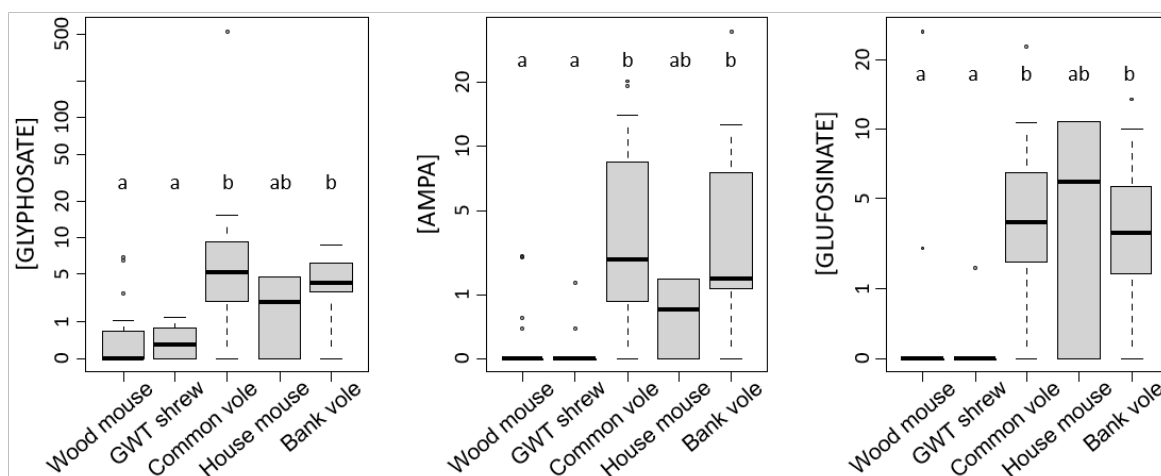 [GLYPHOSATE]
500
100
50
20
10
5
1
0
a a b ab b
Wood mouse
GWT shrew
Common vole
House mouse
Bank vole
[AMPA]
20
10
5
1
0
a a b ab b
Wood mouse
GWT shrew
Common vole
House mouse
Bank vole
[GLUFOSINATE]
20
10
5
1
0
a a b ab b
Wood mouse
GWT shrew
Common vole
House mouse
Bank vole